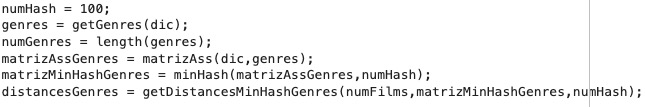 numHash = 100;
genres = getGenres(dic);
numGenres = length(genres);
matrizAssGenres = matrizAss(dic,genres);
matrizMinHashGenres = minHash(matrizAssGenres,numHash);
distancesGenres = getDistancesMinHashGenres(numFilms,matrizMinHashGenres,numHash);